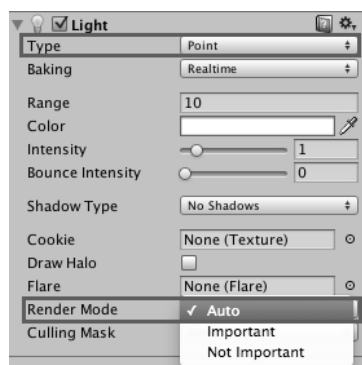 Light
Type Point
Baking Realtime
Range 10
Color
Intensity 1
Bounce Intensity 0
Shadow Type No Shadows
Cookie None (Texture)
Draw Halo
Flare None (Flare)
Render Mode ✓ Auto
Culling Mask Important
Not Important